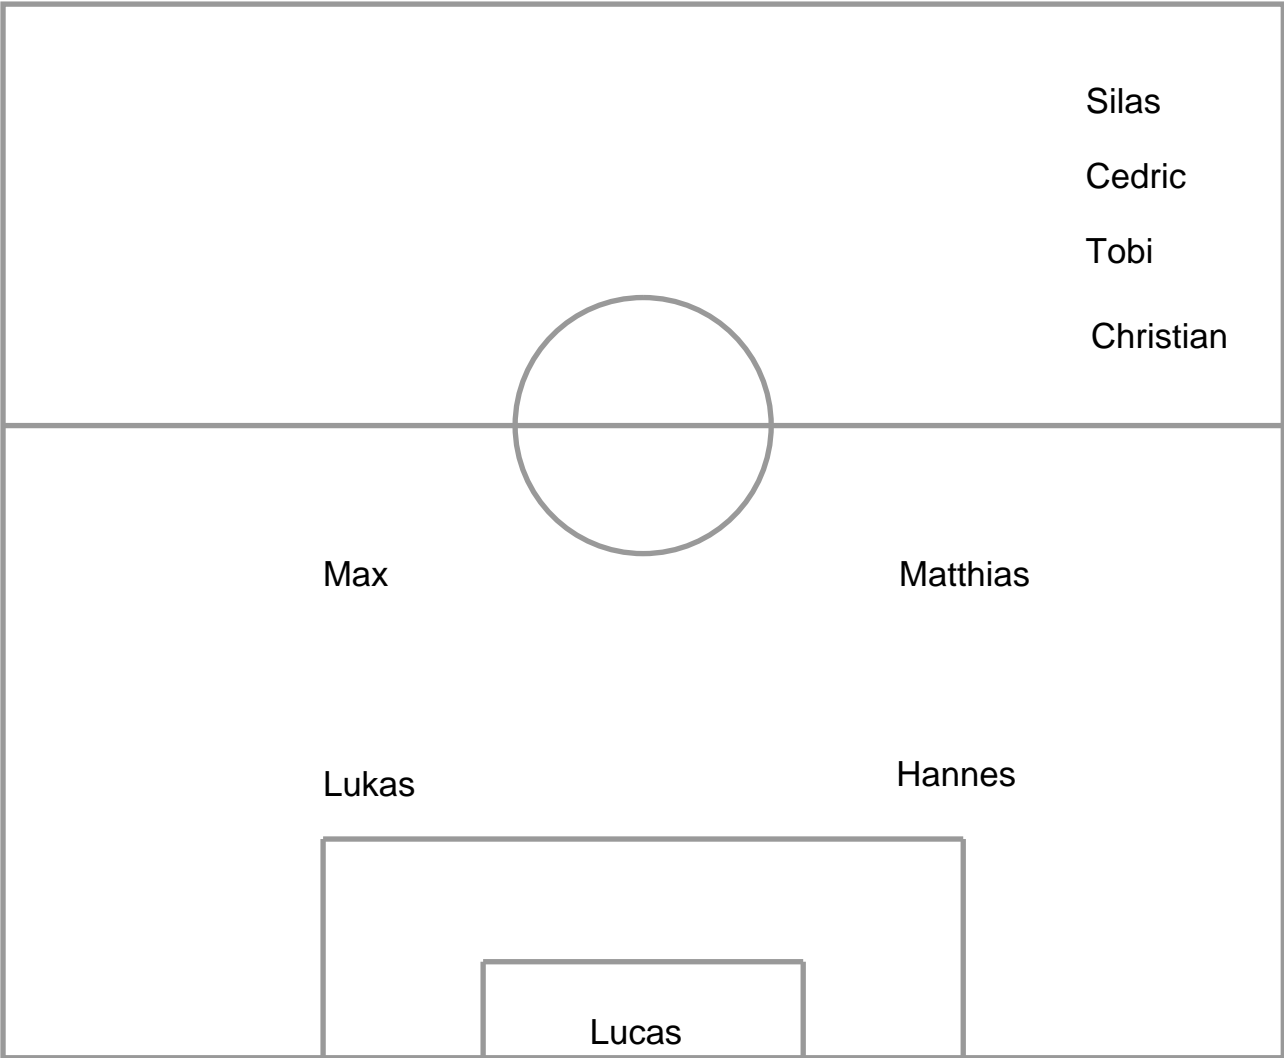 Silas
Cedric
Tobi
Christian
Max Matthias
Lukas Hannes
Lucas